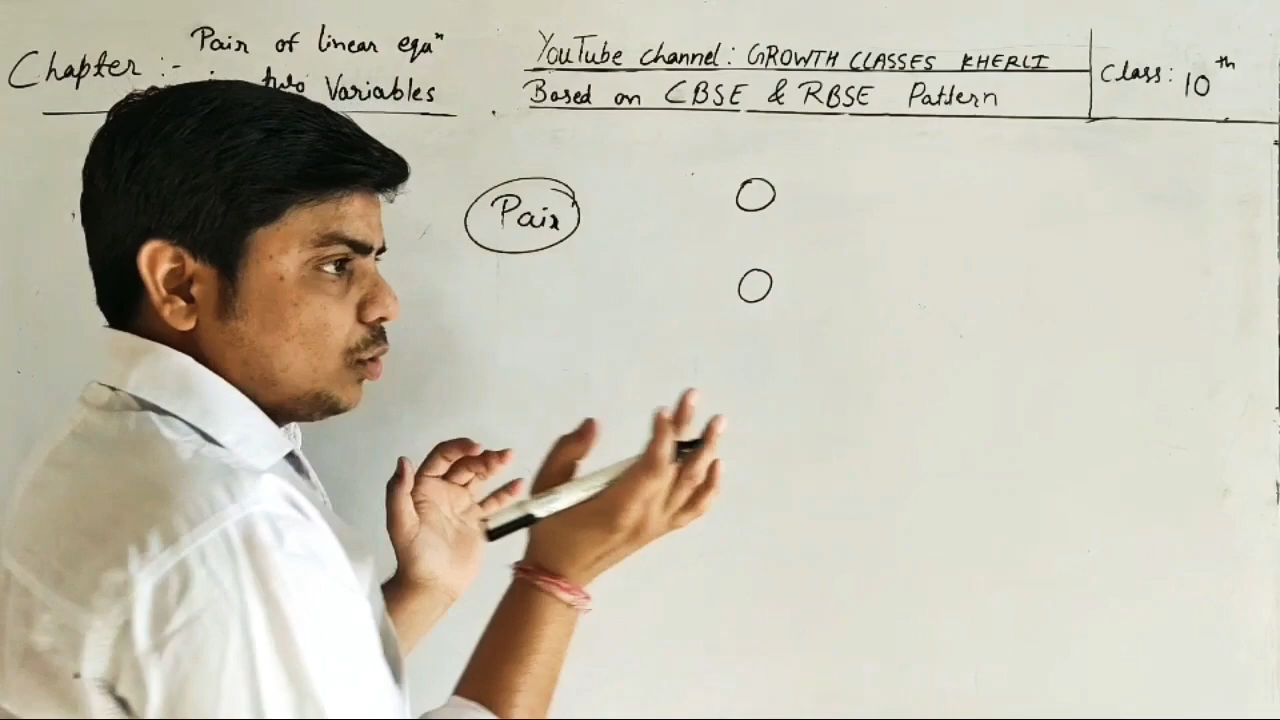 Chapter :- Pair of linear equⁿ
two Variables
YouTube channel: GROWTH CLASSES KHERLI
Based on CBSE & RBSE Pattern
Class: 10th
Pair